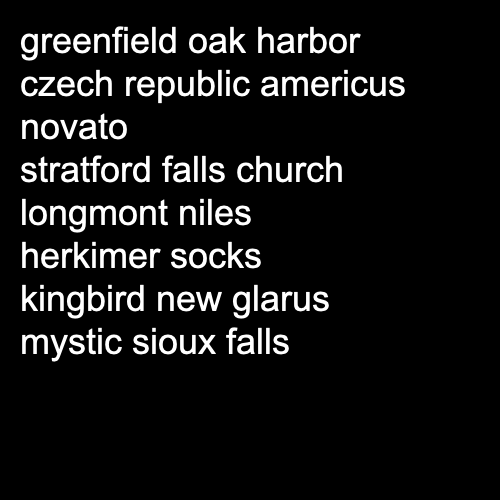 greenfield oak harbor
czech republic americus
novato
stratford falls church
longmont niles
herkimer socks
kingbird new glarus
mystic sioux falls